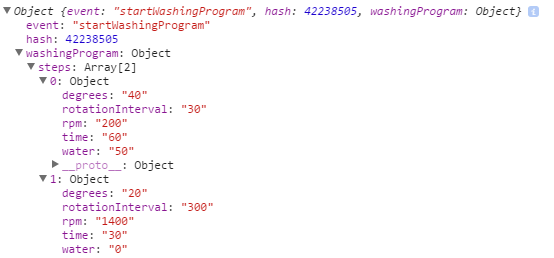 Object {event: "startWashingProgram", hash: 42238505, washingProgram: Object} i
event: "startWashingProgram"
hash: 42238505
washingProgram: Object
steps: Array[2]
0: Object
degrees: "40"
rotationInterval: "30"
rpm: "200"
time: "60"
water: "50"
__proto__: Object
1: Object
degrees: "20"
rotationInterval: "300"
rpm: "1400"
time: "30"
water: "0"